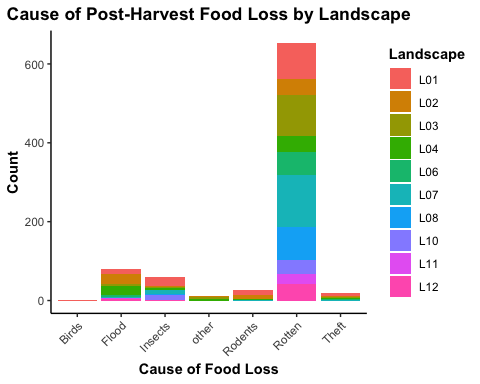 Cause of Post-Harvest Food Loss by Landscape
Count
600
400
200
0
Birds
Flood
Insects
other
Rodents
Rotten
Theft
Cause of Food Loss
Landscape
L01
L02
L03
L04
L06
L07
L08
L10
L11
L12